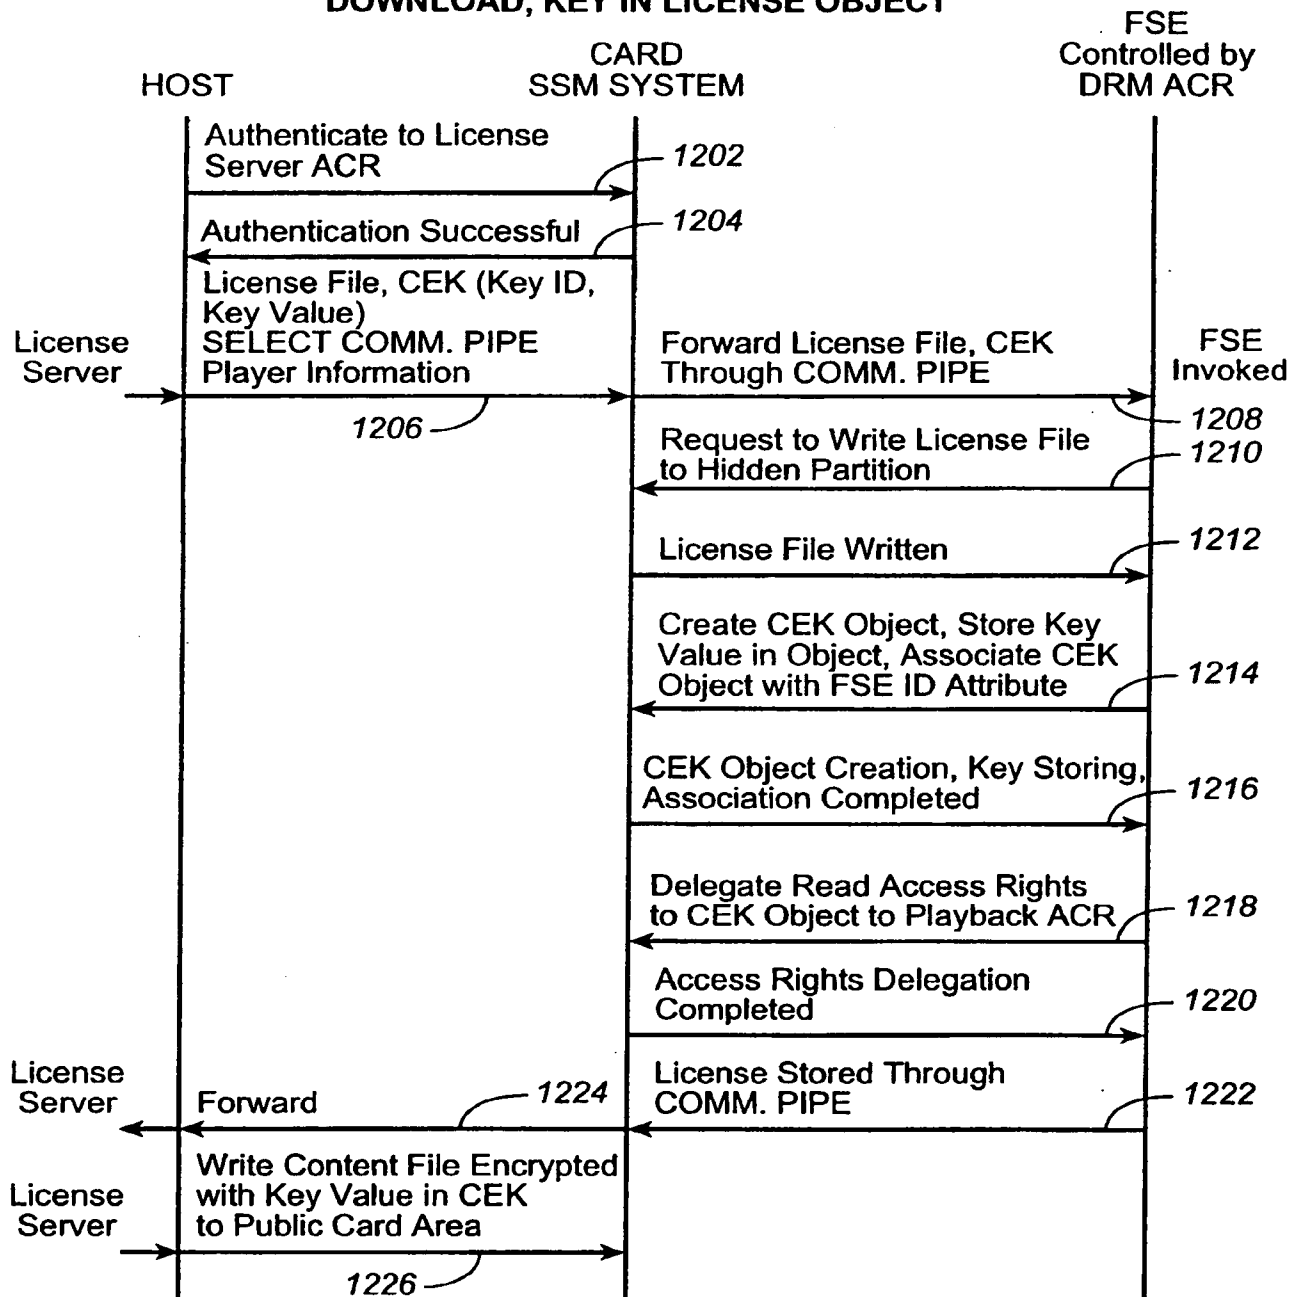 DOWNLOAD, KEY IN LICENSE OBJECT
HOST
CARD
SSM SYSTEM
FSE
Controlled by
DRM ACR
Authenticate to License
Server ACR
1202
Authentication Successful
1204
License File, CEK (Key ID,
Key Value)
SELECT COMM. PIPE
Player Information
License
Server
1206
Forward License File, CEK
Through COMM. PIPE
FSE
Invoked
1208
Request to Write License File
to Hidden Partition
1210
License File Written
1212
Create CEK Object, Store Key
Value in Object, Associate CEK
Object with FSE ID Attribute
1214
CEK Object Creation, Key Storing,
Association Completed
1216
Delegate Read Access Rights
to CEK Object to Playback ACR
1218
Access Rights Delegation
Completed
1220
License Stored Through
COMM. PIPE
1222
License
Server
Forward
1224
Write Content File Encrypted
with Key Value in CEK
to Public Card Area
License
Server
1226